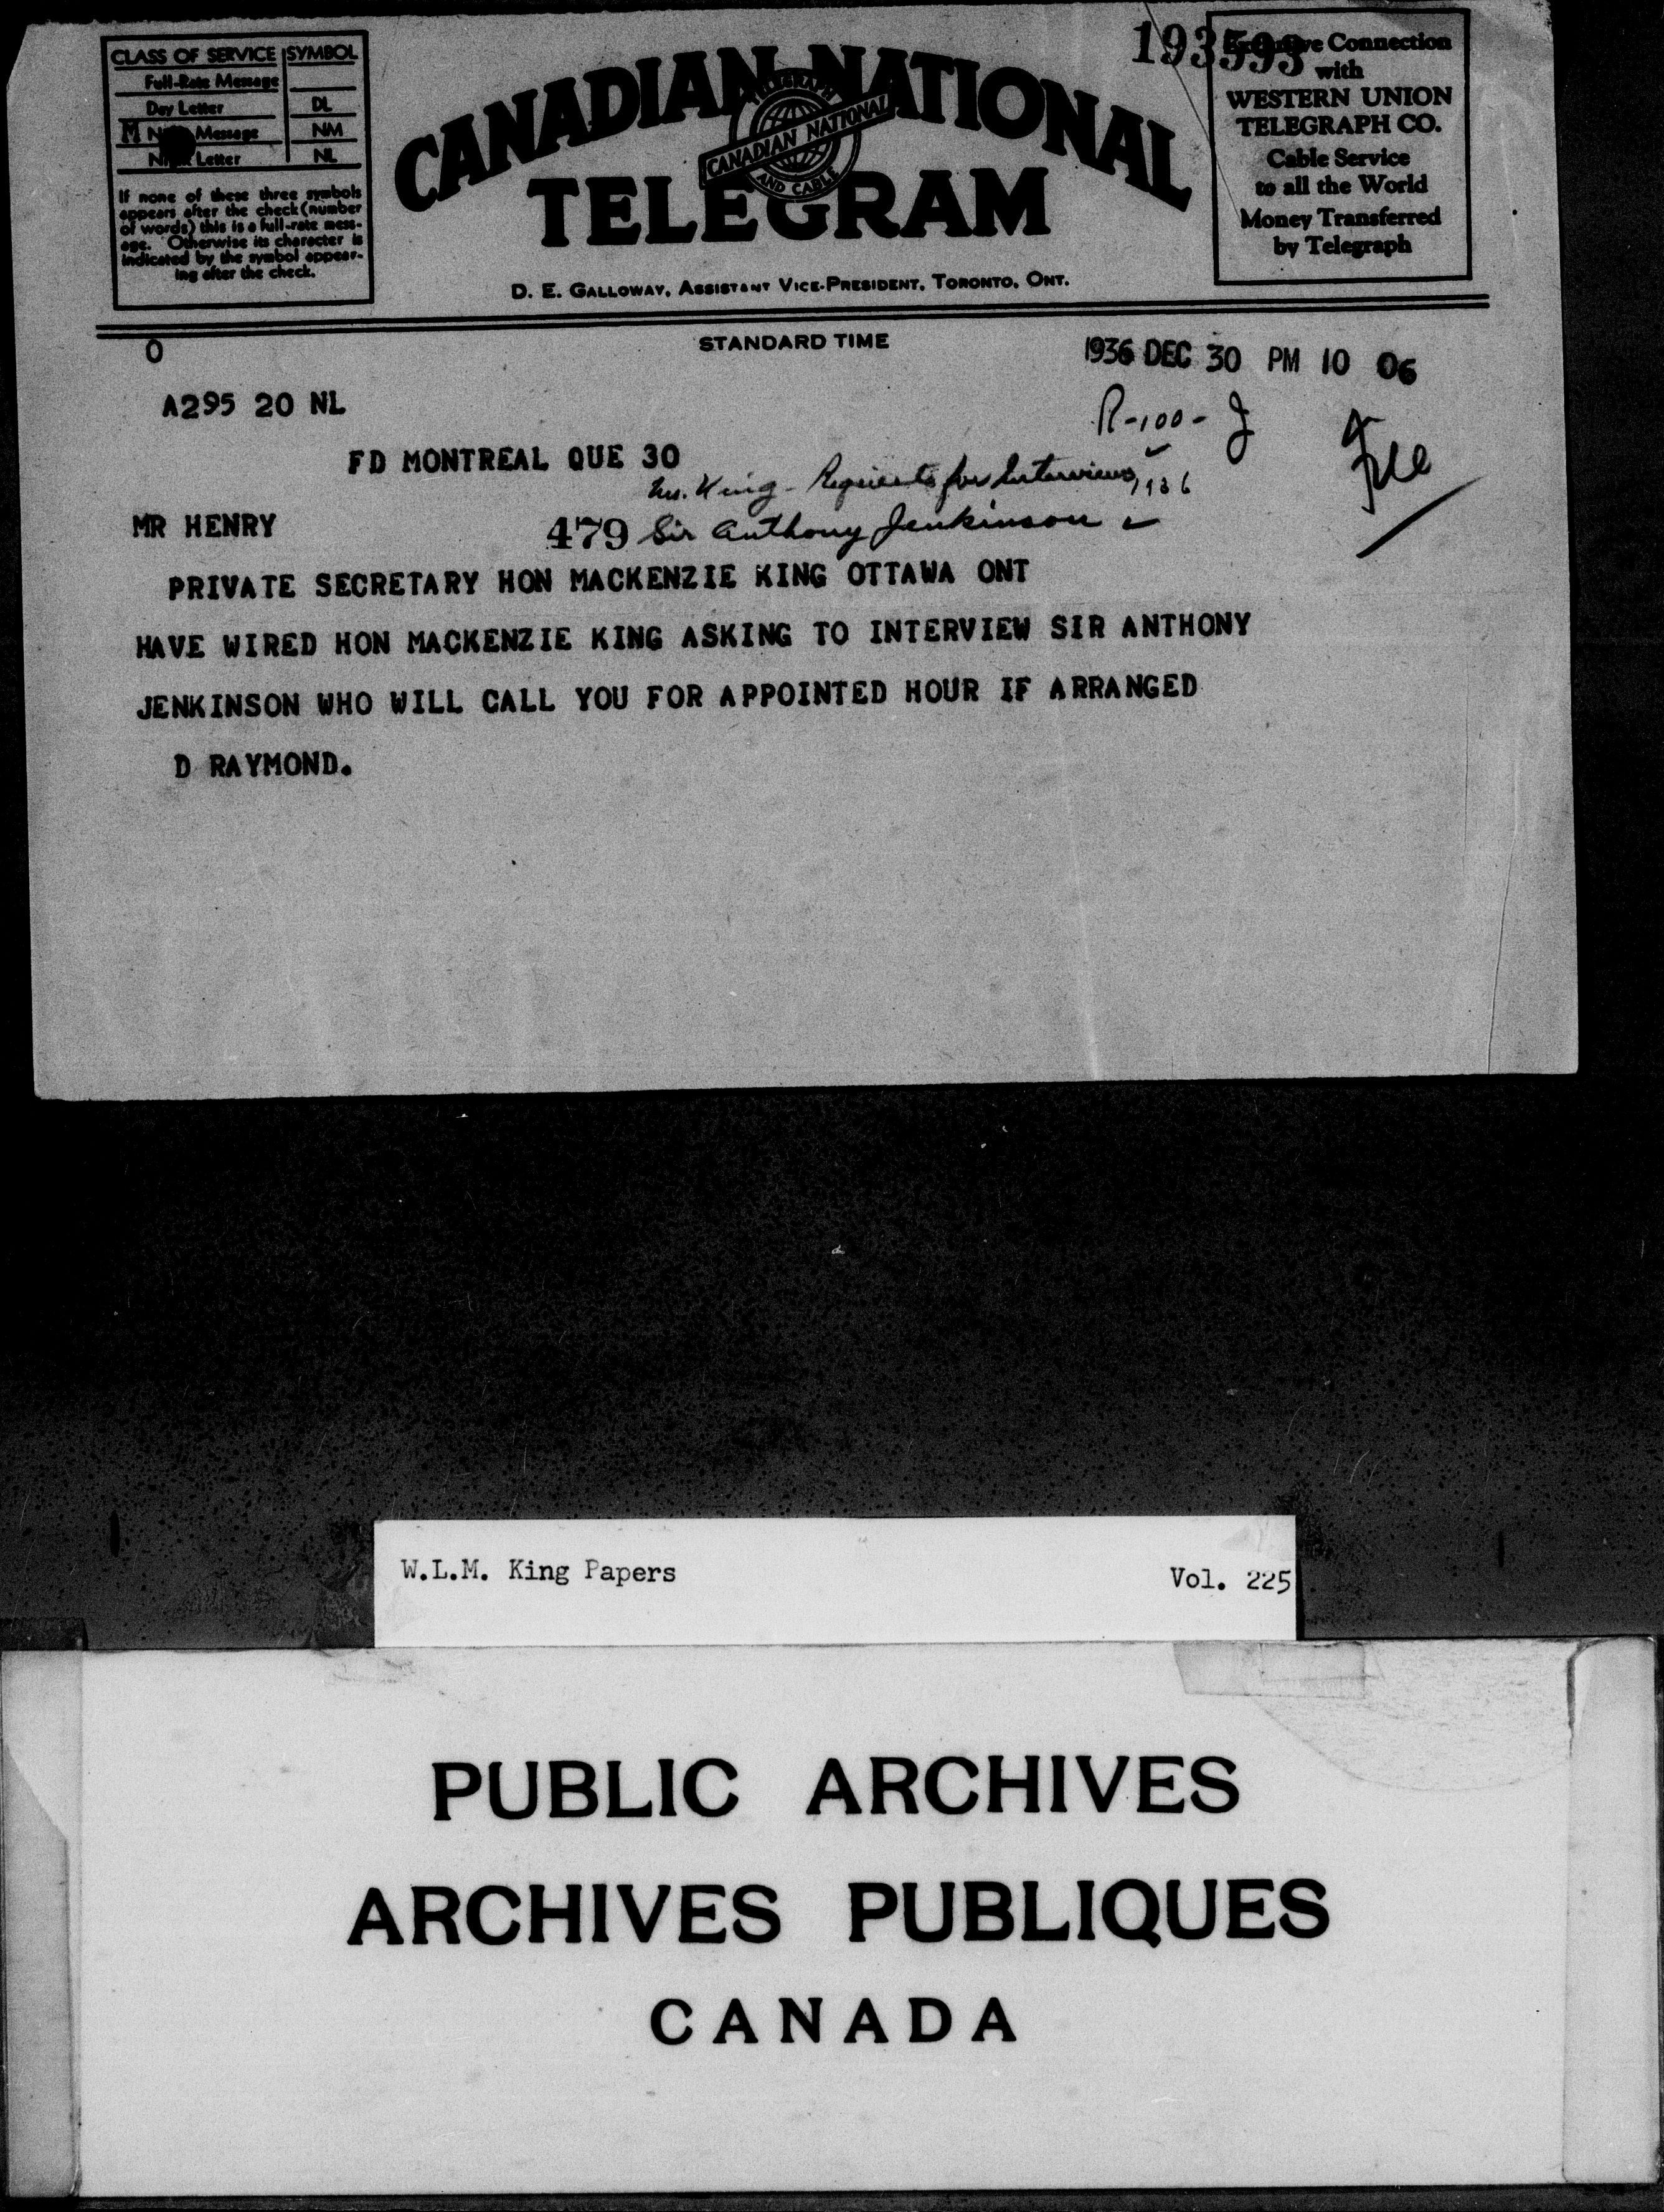 193593
CLASS OF SERVICE SYMBOL
Full-Rate Message
Day Letter DL
M Message NM
Letter NL
If none of these three symbols
appears after the check (number
of words) this is a full-rate mess-
age. Otherwise its character is
indicated by the symbol appear-
ing after the check.
CANADIAN NATIONAL
TELEGRAPH
CANADIAN NATIONAL
AND CABLE
TELEGRAM
D. E. GALLOWAY, ASSISTANT VICE-PRESIDENT, TORONTO, ONT.
Connection
with
WESTERN UNION
TELEGRAPH CO.
Cable Service
to all the World
Money Transferred
by Telegraph
STANDARD TIME
0
1936 DEC 30 PM 10 06
A295 20 NL
R-100-J
File
FD MONTREAL QUE 30
Mr. King - Requests for Interviews, 1936
MR HENRY
479 Sir Anthony Jenkinson
PRIVATE SECRETARY HON MACKENZIE KING OTTAWA ONT
HAVE WIRED HON MACKENZIE KING ASKING TO INTERVIEW SIR ANTHONY
JENKINSON WHO WILL CALL YOU FOR APPOINTED HOUR IF ARRANGED
D RAYMOND.
W.L.M. King Papers Vol. 225
PUBLIC ARCHIVES
ARCHIVES PUBLIQUES
CANADA